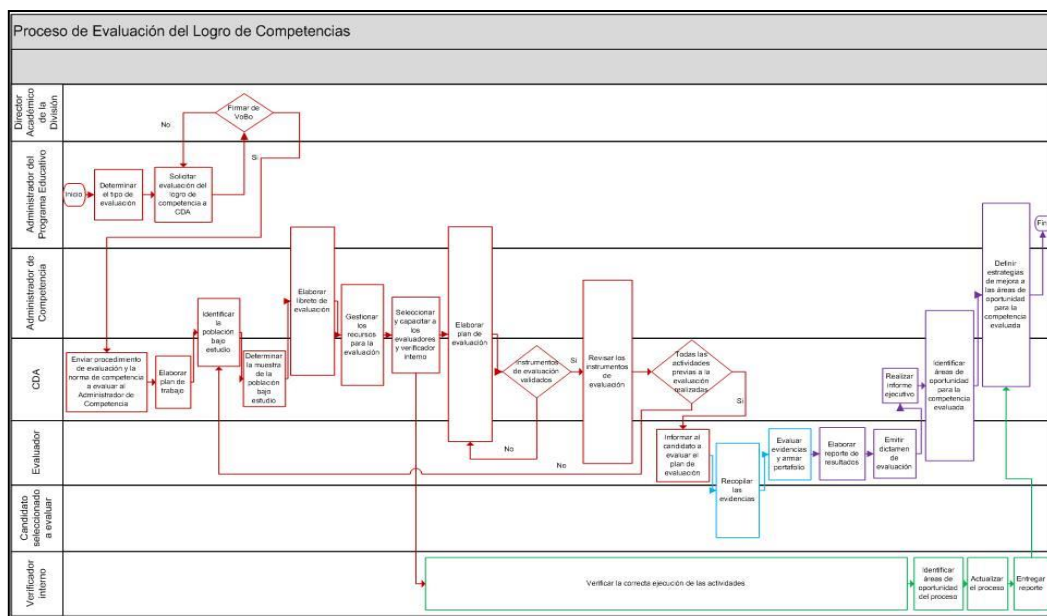 Proceso de Evaluación del Logro de Competencias
Director
Académico
de la
División
Firmar de
VoBo
No
Si
Administrador del
Programa Educativo
Inicio
Determinar
el tipo de
evaluación
Solicitar
evaluación del
logro de
competencia a
CDA
Fin
Administrador de
Competencia
Elaborar
libreto de
evaluación
Identificar
la
población
bajo
estudio
Gestionar
los
recursos
para la
evaluación
Seleccionar
y capacitar a
los
evaluadores y
verificador
interno
Elaborar
plan de
evaluación
Definir
estrategias
de mejora a
las áreas de
oportunidad
para la
competencia
evaluada
CDA
Enviar procedimiento
de evaluación y la
norma de competencia
a evaluar al
Administrador de
Competencia
Elaborar
plan de
trabajo
Determinar
la muestra
de la
población
bajo
estudio
Instrumentos
de evaluación
validados
Si
No
Revisar los
instrumentos
de
evaluación
Todas las
actividades
previas a la
evaluación
realizadas
Si
No
Realizar
informe
ejecutivo
Identificar
áreas de
oportunidad
para la
competencia
evaluada
Evaluador
Informar al
candidato a
evaluar el
plan de
evaluación
Evaluar
evidencias
y armar
portafolio
Elaborar
reporte de
resultados
Emitir
dictamen de
evaluación
Candidato
seleccionado
a evaluar
Recopilar
las
evidencias
Verificador
interno
Verificar la correcta ejecución de las actividades
Identificar
áreas de
oportunidad
del proceso
Actualizar
el proceso
Entregar
reporte